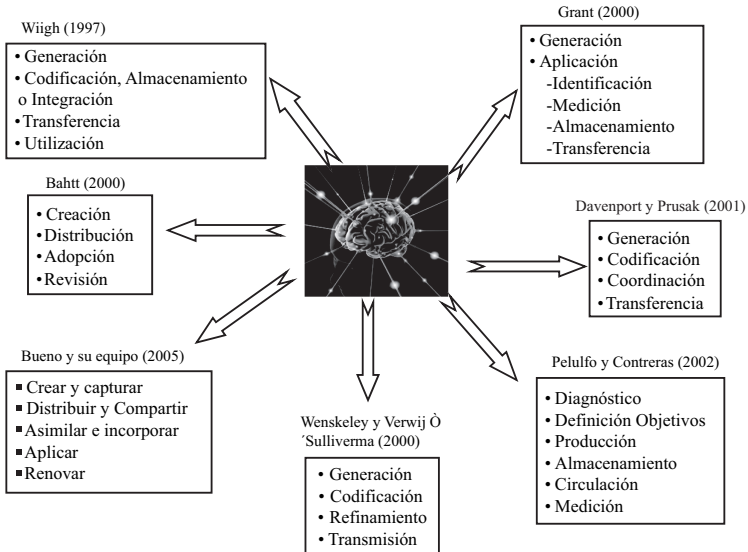 Wiigh (1997)
• Generación
• Codificación, Almacenamiento
o Integración
• Transferencia
• Utilización
Grant (2000)
• Generación
• Aplicación
-Identificación
-Medición
-Almacenamiento
-Transferencia
Bahtt (2000)
• Creación
• Distribución
• Adopción
• Revisión
Davenport y Prusak (2001)
• Generación
• Codificación
• Coordinación
• Transferencia
Bueno y su equipo (2005)
▪ Crear y capturar
▪ Distribuir y Compartir
▪ Asimilar e incorporar
▪ Aplicar
▪ Renovar
Wenskeley y Verwij Ò
´Sulliverma (2000)
• Generación
• Codificación
• Refinamiento
• Transmisión
Pelulfo y Contreras (2002)
• Diagnóstico
• Definición Objetivos
• Producción
• Almacenamiento
• Circulación
• Medición